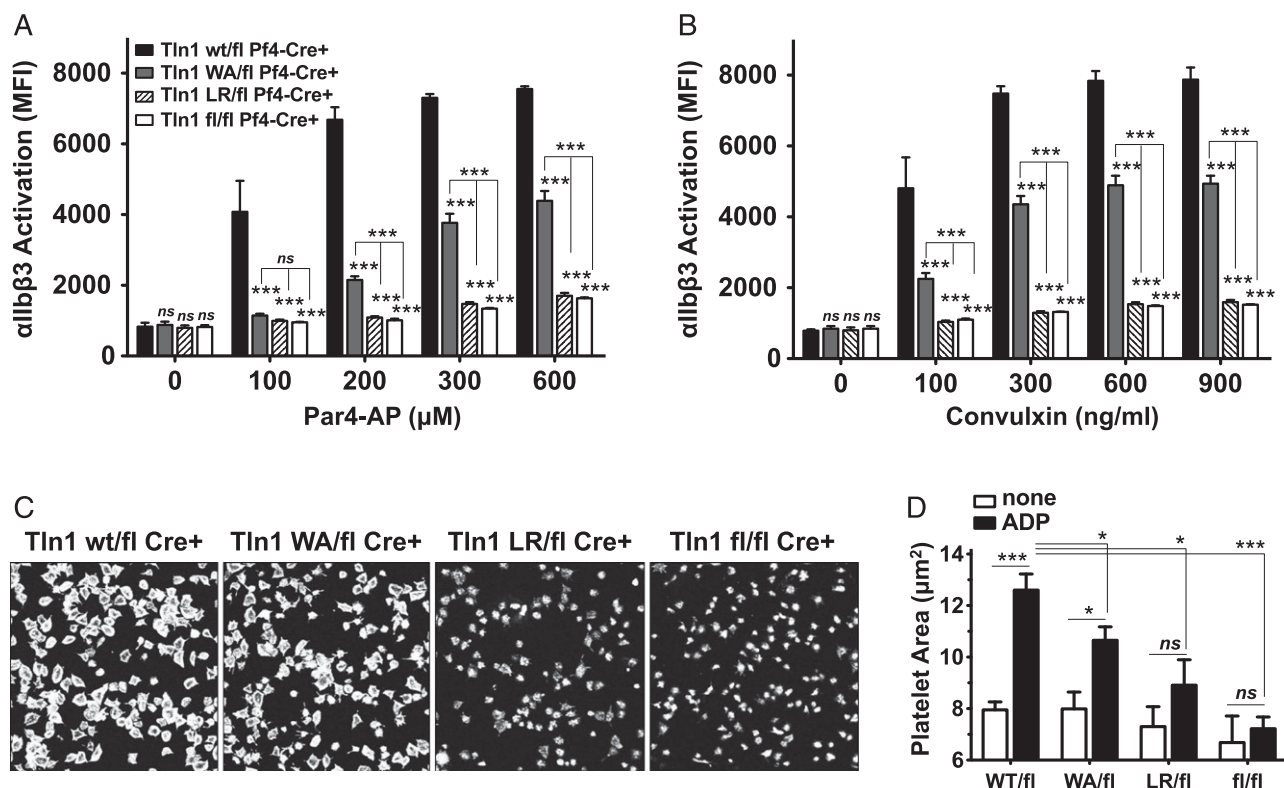 A
αIIbβ3 Activation (MFI)
8000
6000
4000
2000
0
Tln1 wt/fl Pf4-Cre+
Tln1 WA/fl Pf4-Cre+
Tln1 LR/fl Pf4-Cre+
Tln1 fl/fl Pf4-Cre+
ns ns ns
ns
*** *** ***
***
*** *** ***
***
*** *** ***
***
*** *** ***
0 100 200 300 600
Par4-AP (µM)
B
αIIbβ3 Activation (MFI)
8000
6000
4000
2000
0
ns ns ns
***
*** *** ***
***
*** *** ***
***
*** *** ***
***
*** *** ***
0 100 300 600 900
Convulxin (ng/ml)
C
Tln1 wt/fl Cre+ Tln1 WA/fl Cre+ Tln1 LR/fl Cre+ Tln1 fl/fl Cre+
D
none
ADP
Platelet Area (µm²)
14
12
10
8
6
*** * * ***
* ns ns
WT/fl WA/fl LR/fl fl/fl